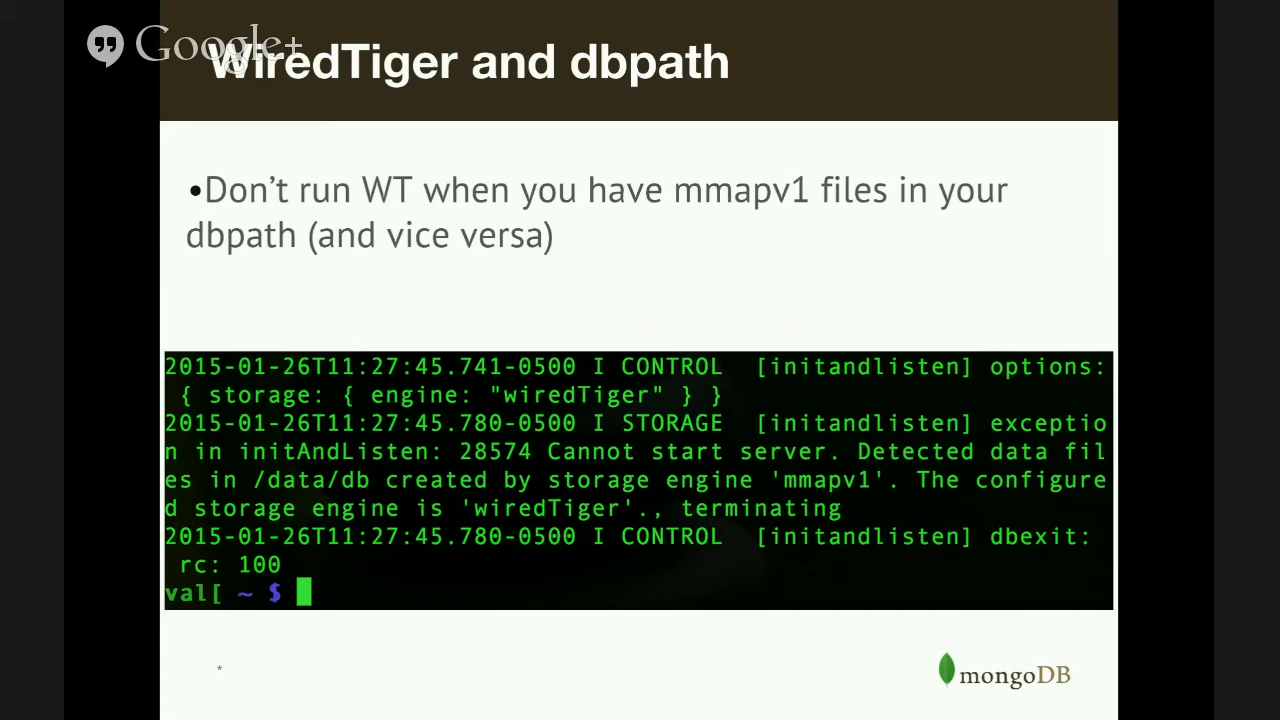 Google+
WiredTiger and dbpath
•Don't run WT when you have mmapv1 files in your
dbpath (and vice versa)
2015-01-26T11:27:45.741-0500 I CONTROL  [initandlisten] options:
 { storage: { engine: "wiredTiger" } }
2015-01-26T11:27:45.780-0500 I STORAGE  [initandlisten] exceptio
n in initAndListen: 28574 Cannot start server. Detected data fil
es in /data/db created by storage engine 'mmapv1'. The configure
d storage engine is 'wiredTiger'., terminating
2015-01-26T11:27:45.780-0500 I CONTROL  [initandlisten] dbexit:
 rc: 100
val[ ~ $
*
mongoDB